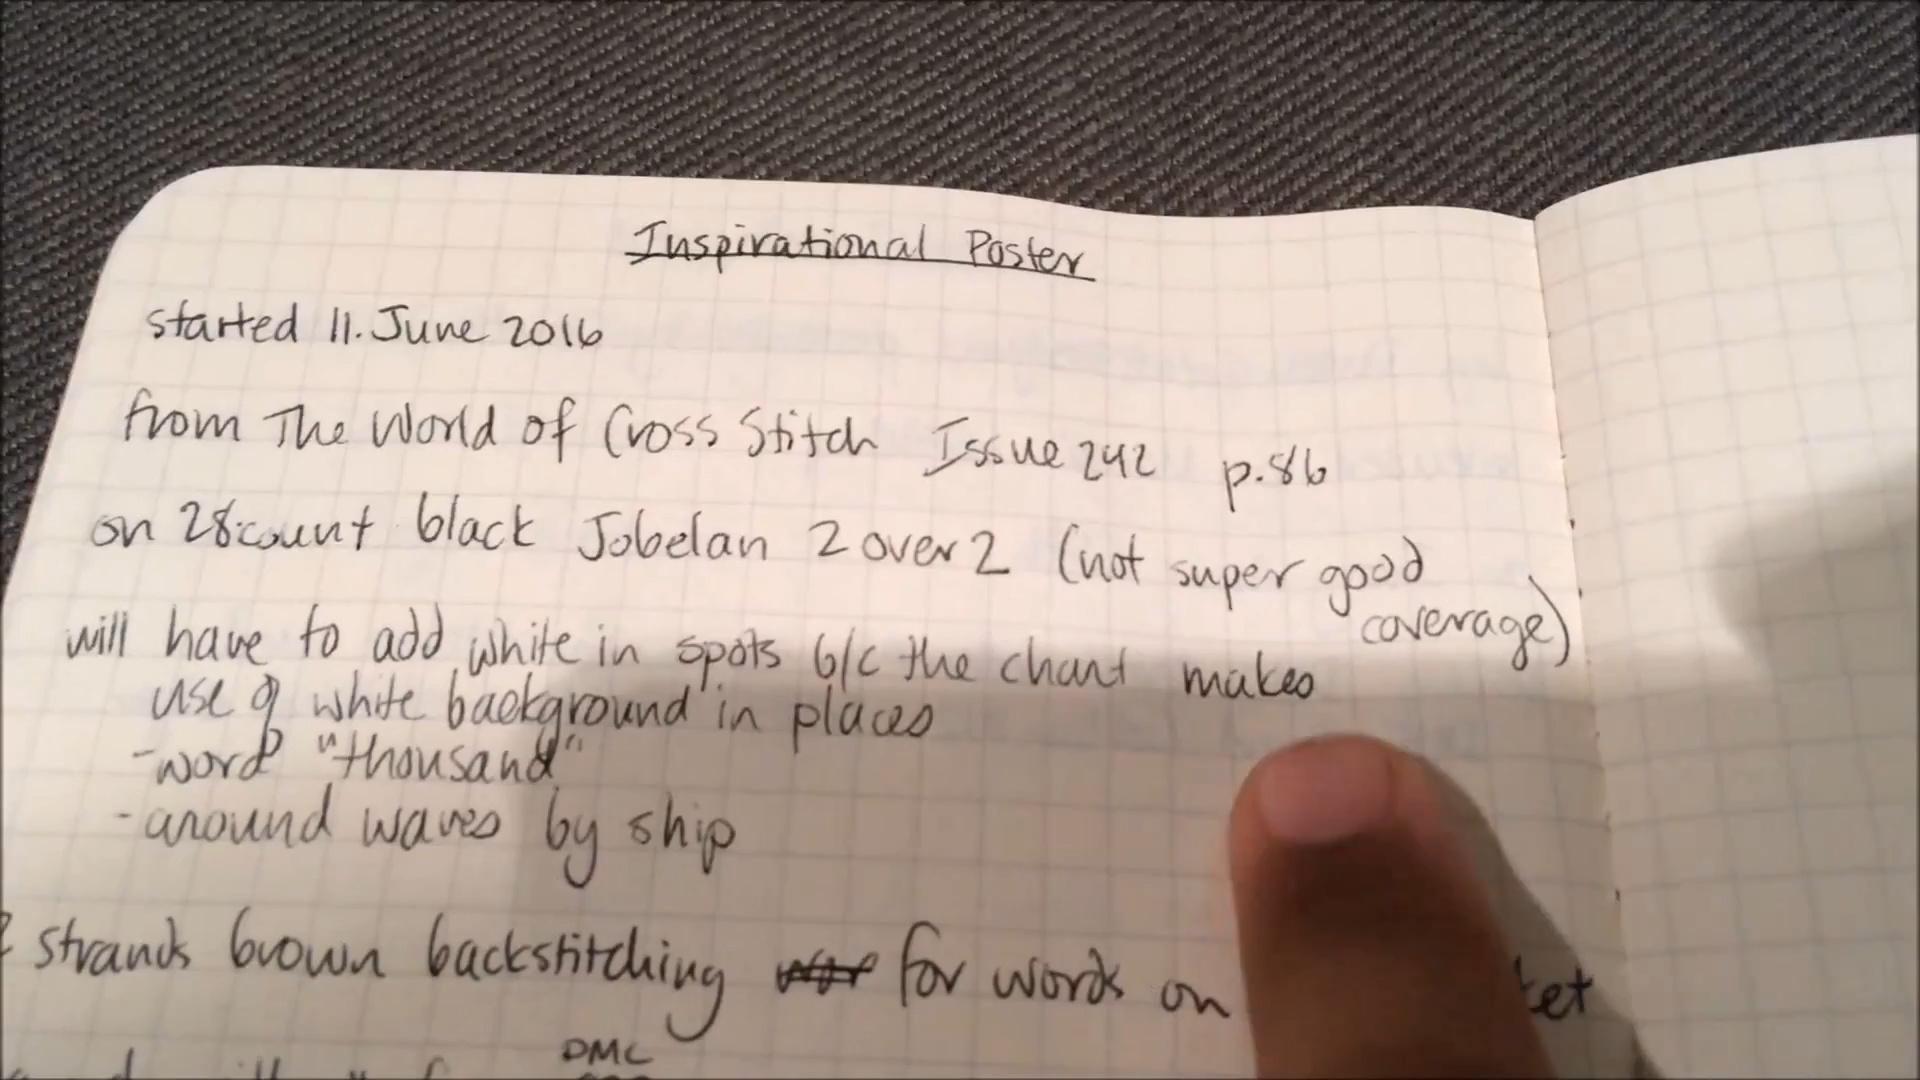 Inspirational Poster
started 11. June 2016
from The World of Cross Stitch Issue 242 p.86
on 28 count black Jobelan 2 over 2 (not super good
coverage)
will have to add white in spots b/c the chart makes
use of white background in places
-word "thousand"
-around waves by ship
strands brown backstitching for words on
DMC